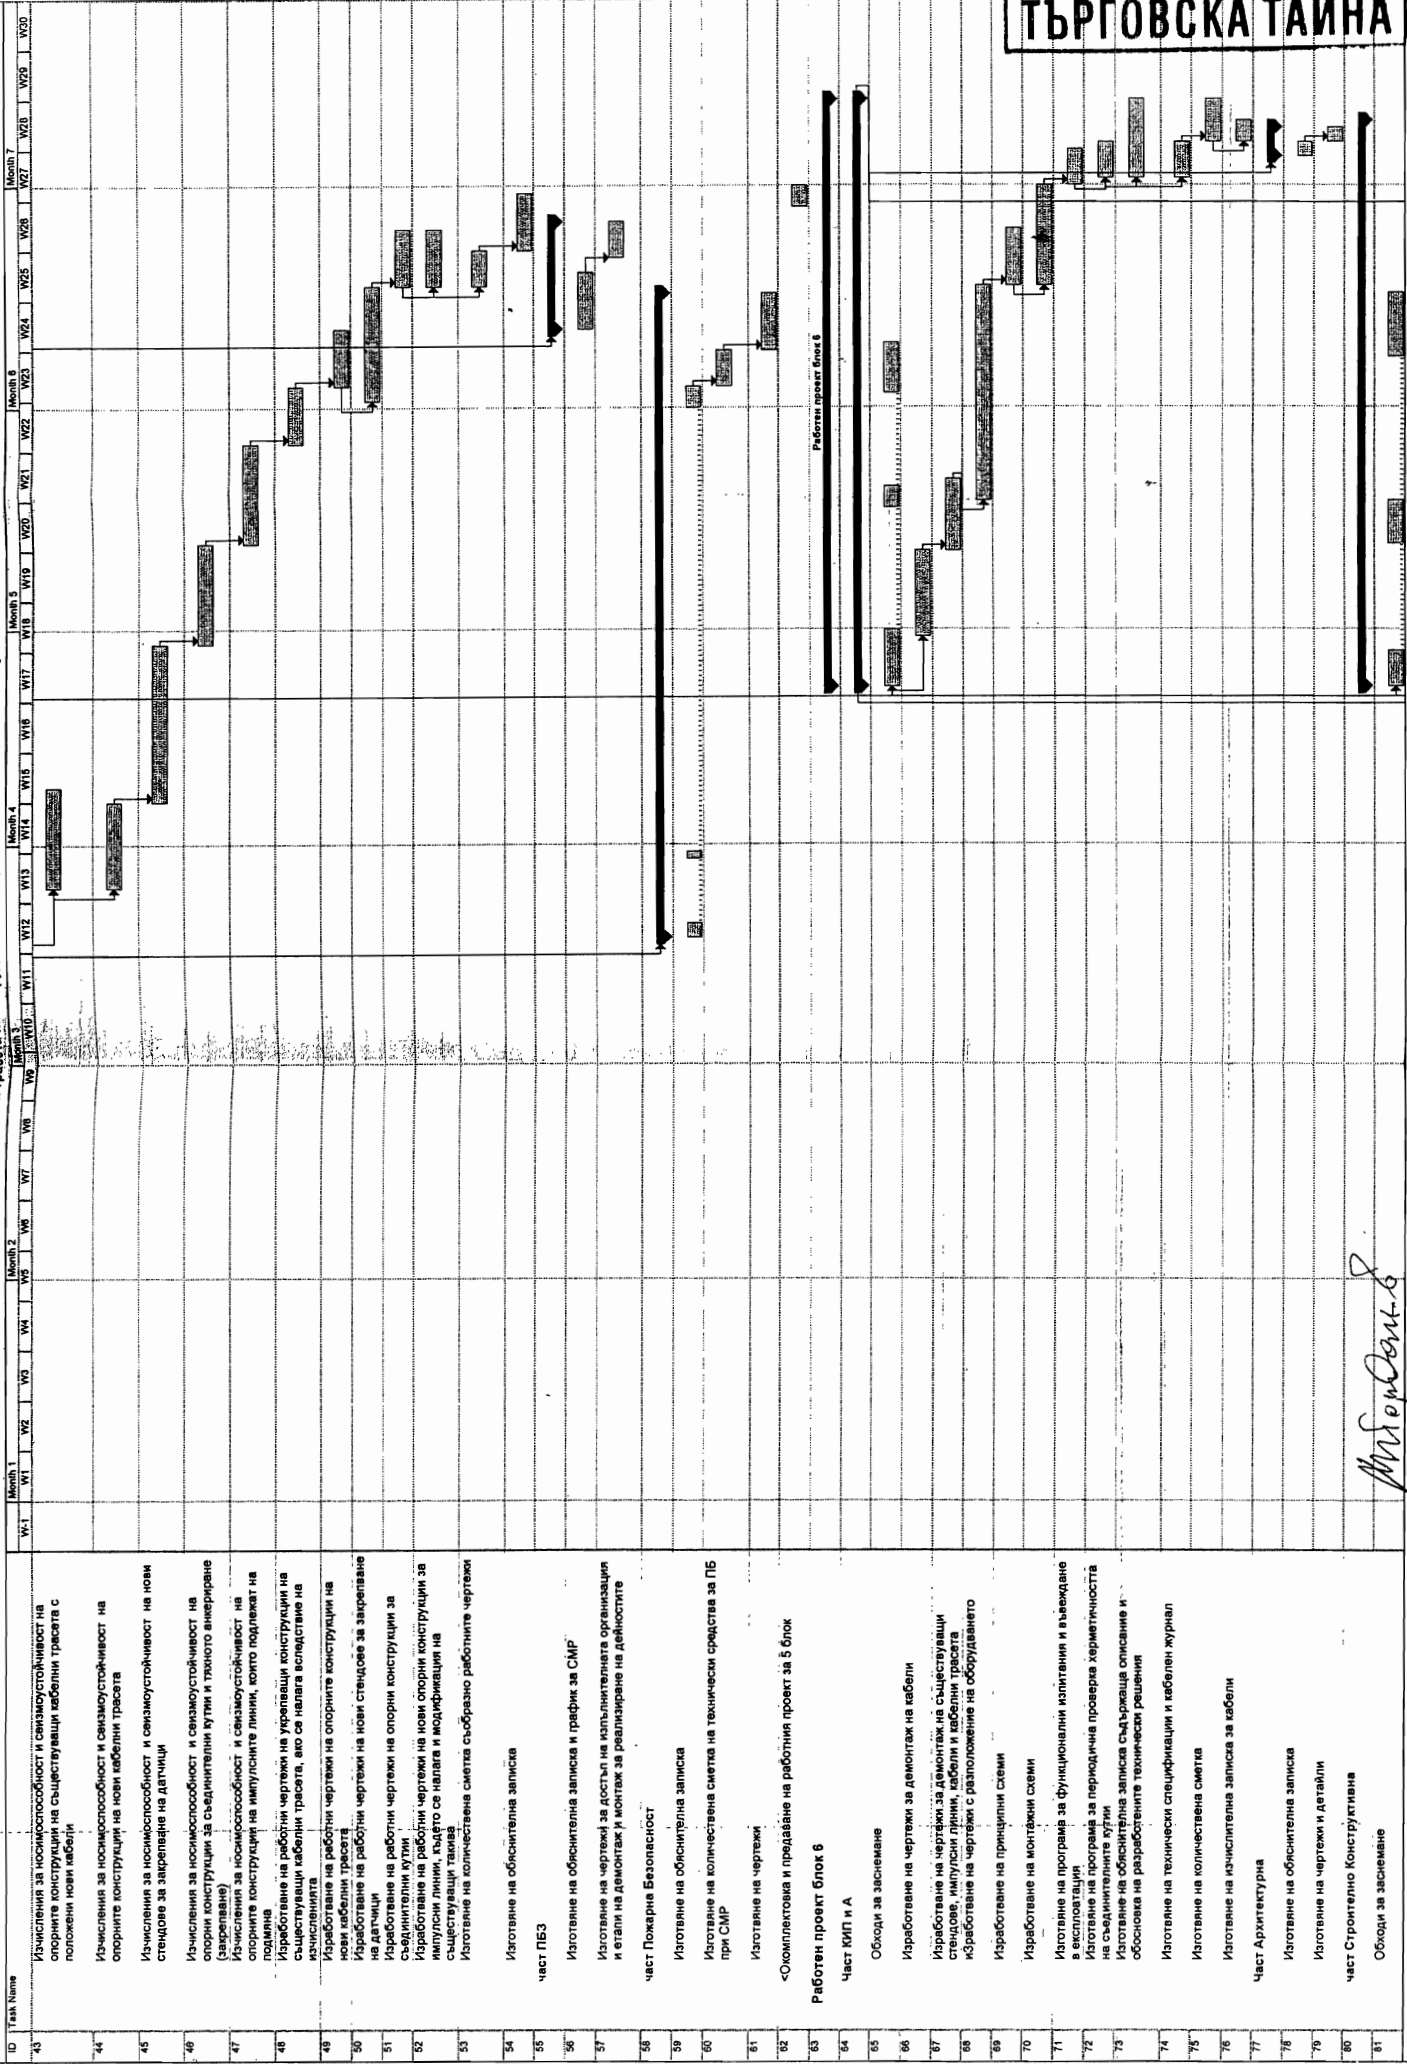 ТЪРГОВСКА ТАЙНА
ID Task Name
Month 1 Month 2 Month 3 Month 4 Month 5 Month 6 Month 7
W-1 W1 W2 W3 W4 W5 W6 W7 W8 W9 W10 W11 W12 W13 W14 W15 W16 W17 W18 W19 W20 W21 W22 W23 W24 W25 W26 W27 W28 W29 W30
43 Изчисления за носимоспособност и сеизмоустойчивост на
опорните конструкции на съществуващи кабелни трасета с
положени нови кабели
44 Изчисления за носимоспособност и сеизмоустойчивост на
опорните конструкции на нови кабелни трасета
45 Изчисления за носимоспособност и сеизмоустойчивост на нови
стендове за закрепване на датчици
46 Изчисления за носимоспособност и сеизмоустойчивост на
опорни конструкции за съединителни кутии и тяхното анкериране
(закрепване)
47 Изчисления за носимоспособност и сеизмоустойчивост на
опорните конструкции на импулсните линии, които подлежат на
подмяна
48 Изработване на работни чертежи на укрепващи конструкции на
съществуващи кабелни трасета, ако се налага вследствие на
изчисленията
49 Изработване на работни чертежи на опорните конструкции на
нови кабелни трасета
50 Изработване на работни чертежи на нови стендове за закрепване
на датчици
51 Изработване на работни чертежи на опорни конструкции за
съединителни кутии
52 Изработване на работни чертежи на нови опорни конструкции за
импулсни линии, където се налага и модификация на
съществуващи такива
53 Изготвяне на количествена сметка съобразно работните чертежи
54 Изготвяне на обяснителна записка
55 част ПБЗ
56 Изготвяне на обяснителна записка и график за СМР
57 Изготвяне на чертежи за достъп на изпълнителната организация
и етапи на демонтаж и монтаж за реализиране на дейностите
58 част Пожарна Безопасност
59 Изготвяне на обяснителна записка
60 Изготвяне на количествена сметка на технически средства за ПБ
при СМР
61 Изготвяне на чертежи
62 <Окомплектовка и предаване на работния проект за 5 блок
63 Работен проект блок 6
Работен проект блок 6
64 Част КИП и А
65 Обходи за заснемане
66 Изработване на чертежи за демонтаж на кабели
67 Изработване на чертежи за демонтаж на съществуващи
стендове, импулсни линии, кабели и кабелни трасета
68 изработване на чертежи с разположение на оборудването
69 Изработване на принципни схеми
70 Изработване на монтажни схеми
71 Изготвяне на програма за функционални изпитания и въвеждане
в експлоатация
72 Изготвяне на програма за периодична проверка херметичността
на съединителните кутии
73 Изготвяне на обяснителна записка съдържаща описание и
обосновка на разработените технически решения
74 Изготвяне на технически спецификации и кабелен журнал
75 Изготвяне на количествена сметка
76 Изготвяне на изчислителна записка за кабели
77 Част Архитектурна
78 Изготвяне на обяснителна записка
79 Изготвяне на чертежи и детайли
80 част Строително Конструктивна
81 Обходи за заснемане